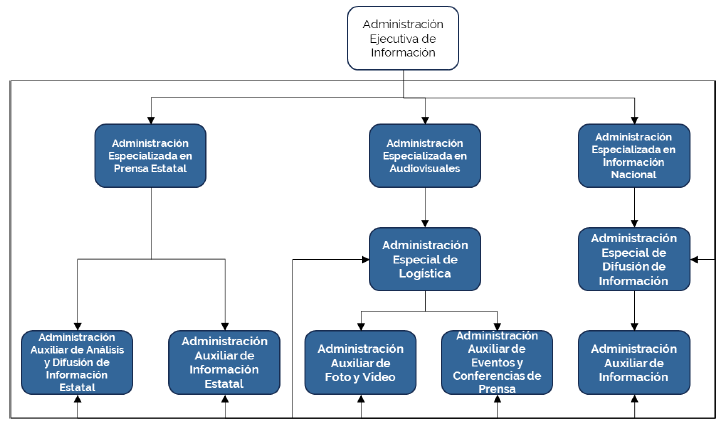 Administración
Ejecutiva de
Información
Administración
Especializada en
Prensa Estatal
Administración
Especializada en
Audiovisuales
Administración
Especializada en
Información
Nacional
Administración
Especial de
Logística
Administración
Especial de
Difusión de
Información
Administración
Auxiliar de Análisis
y Difusión de
Información
Estatal
Administración
Auxiliar de
Información
Estatal
Administración
Auxiliar de
Foto y Video
Administración
Auxiliar de
Eventos y
Conferencias de
Prensa
Administración
Auxiliar de
Información